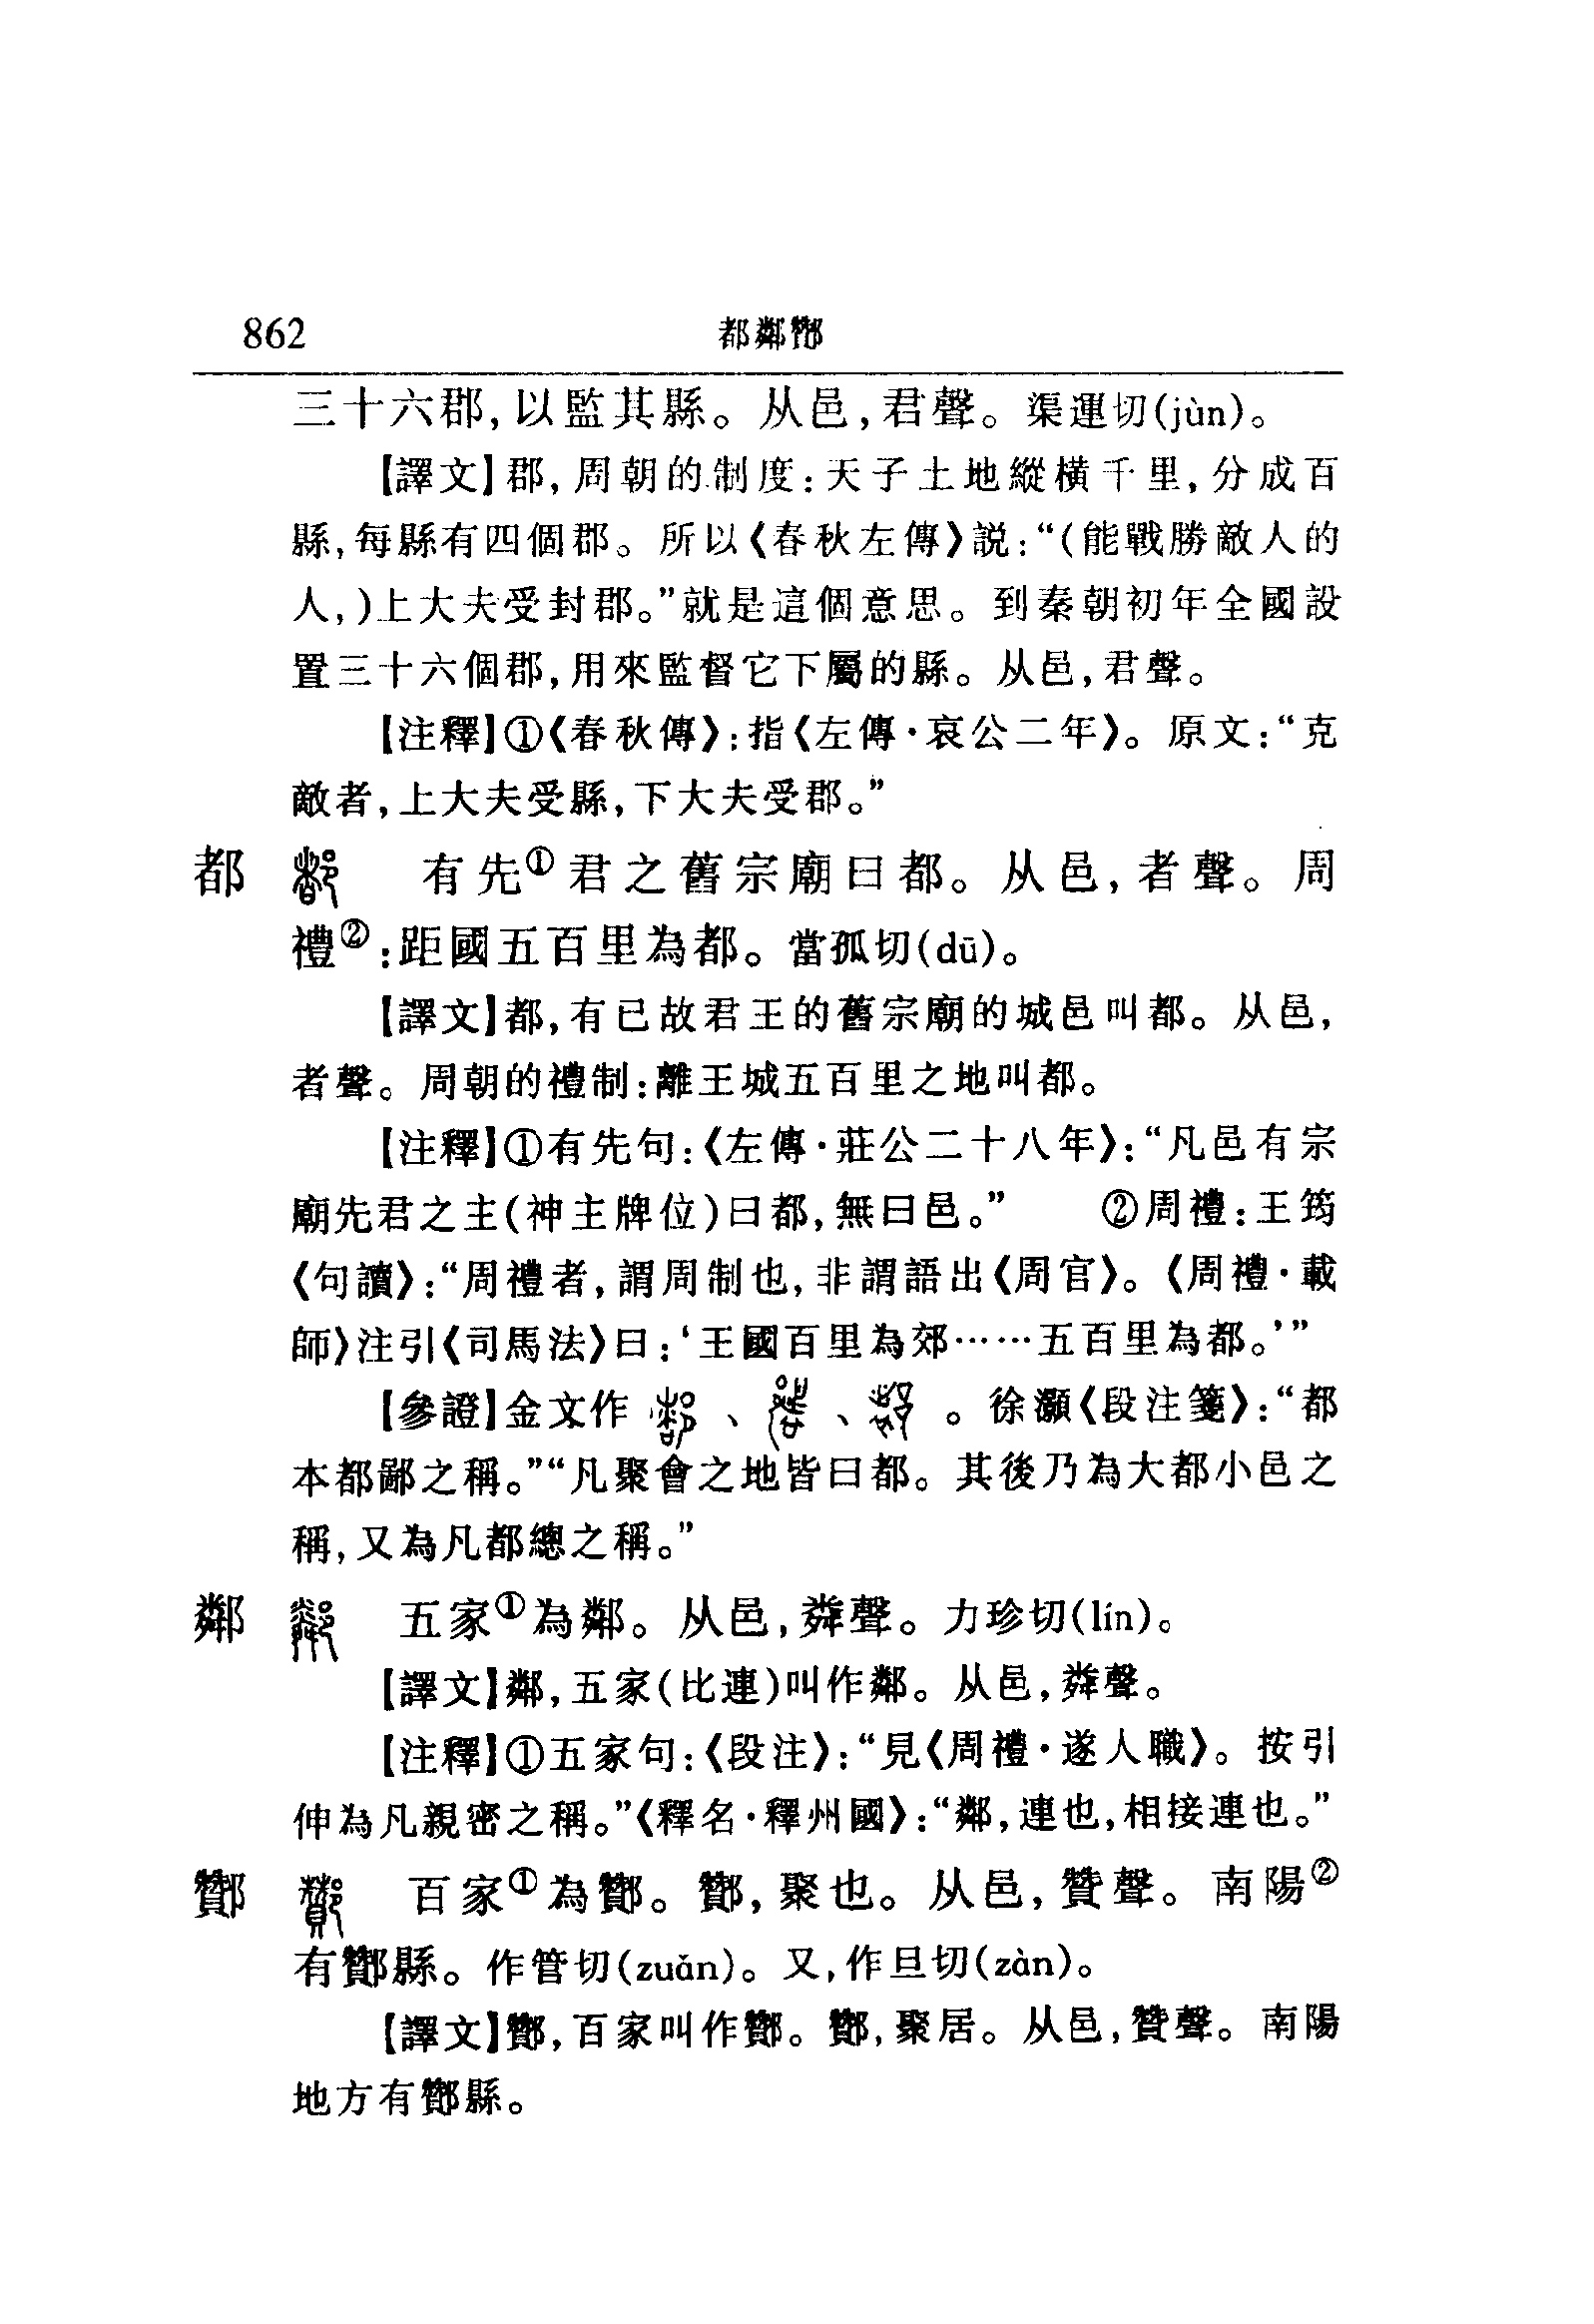 862 都鄰酇
三十六郡,以監其縣。从邑,君聲。渠運切(jùn)。
【譯文】郡,周朝的制度:天子土地縱橫千里,分成百
縣,每縣有四個郡。所以《春秋左傳》説:“(能戰勝敵人的
人,)上大夫受封郡。”就是這個意思。到秦朝初年全國設
置三十六個郡,用來監督它下屬的縣。从邑,君聲。
【注釋】①《春秋傳》:指《左傳·哀公二年》。原文:“克
敵者,上大夫受縣,下大夫受郡。”
都 有先①君之舊宗廟曰都。从邑,者聲。周
禮②:距國五百里為都。當孤切(dū)。
【譯文】都,有已故君王的舊宗廟的城邑叫都。从邑,
者聲。周朝的禮制:離王城五百里之地叫都。
【注釋】①有先句:《左傳·莊公二十八年》:“凡邑有宗
廟先君之主(神主牌位)曰都,無曰邑。” ②周禮:王筠
《句讀》:“周禮者,謂周制也,非謂語出《周官》。《周禮·載
師》注引《司馬法》曰:‘王國百里為郊……五百里為都。’”
【參證】金文作 、 、 。徐灝《段注箋》:“都
本都鄙之稱。”“凡聚會之地皆曰都。其後乃為大都小邑之
稱,又為凡都總之稱。”
鄰 五家①為鄰。从邑,粦聲。力珍切(lín)。
【譯文】鄰,五家(比連)叫作鄰。从邑,粦聲。
【注釋】①五家句:《段注》:“見《周禮·遂人職》。按引
伸為凡親密之稱。”《釋名·釋州國》:“鄰,連也,相接連也。”
酇 百家①為酇。酇,聚也。从邑,贊聲。南陽②
有酇縣。作管切(zuǎn)。又,作旦切(zàn)。
【譯文】酇,百家叫作酇。酇,聚居。从邑,贊聲。南陽
地方有酇縣。